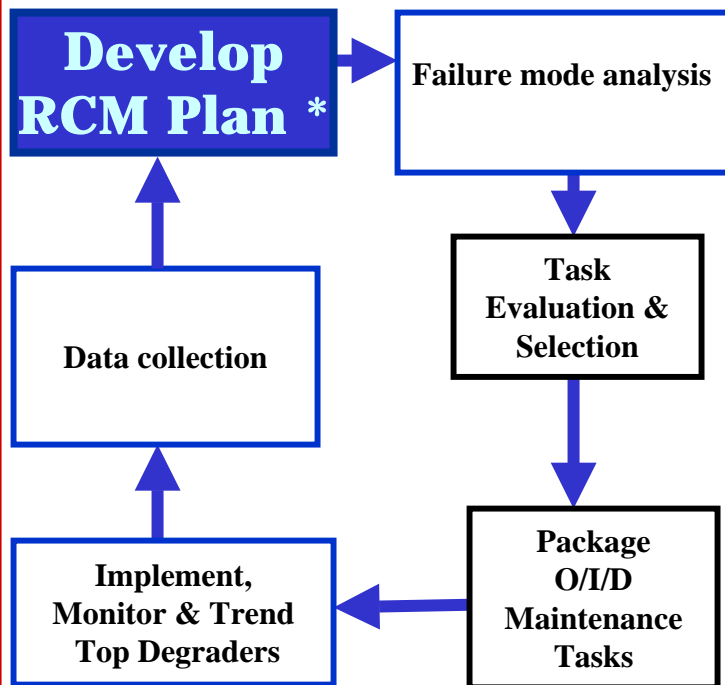 Develop
RCM Plan *
Failure mode analysis
Task
Evaluation &
Selection
Package
O/I/D
Maintenance
Tasks
Implement,
Monitor & Trend
Top Degraders
Data collection